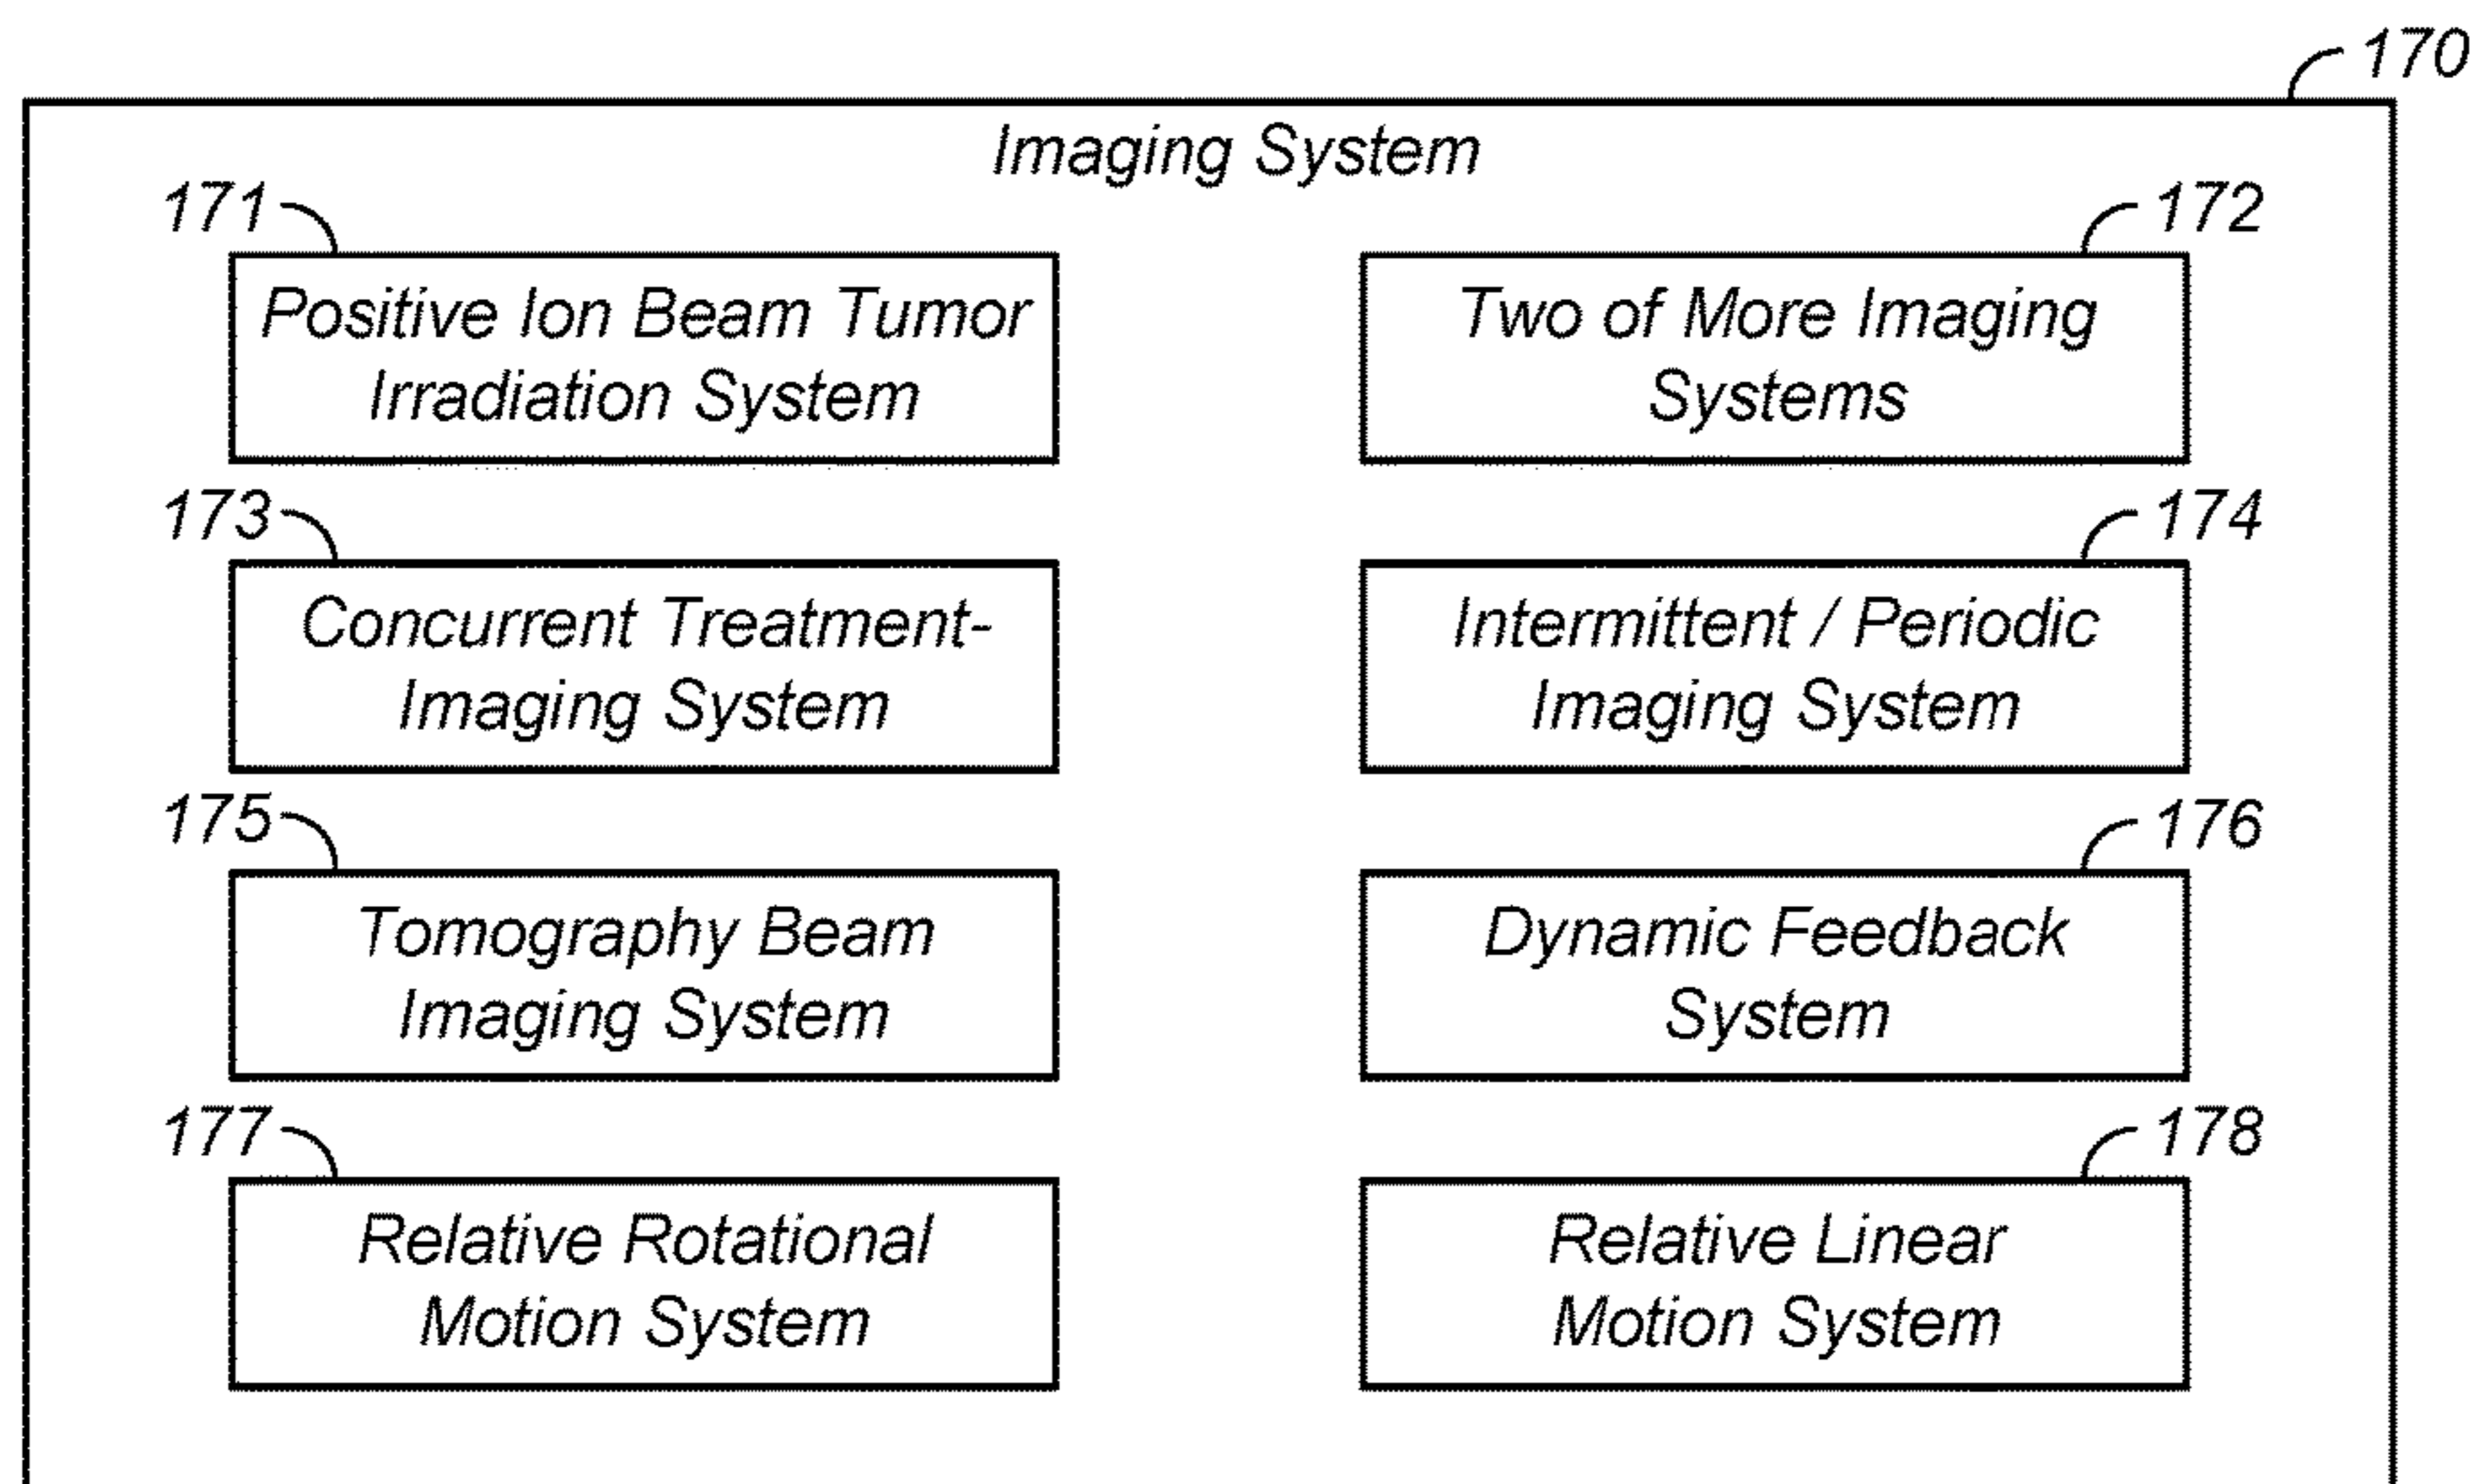 170
Imaging System
171
172
Positive Ion Beam Tumor
Irradiation System
Two of More Imaging
Systems
173
174
Concurrent Treatment-
Imaging System
Intermittent / Periodic
Imaging System
175
176
Tomography Beam
Imaging System
Dynamic Feedback
System
177
178
Relative Rotational
Motion System
Relative Linear
Motion System